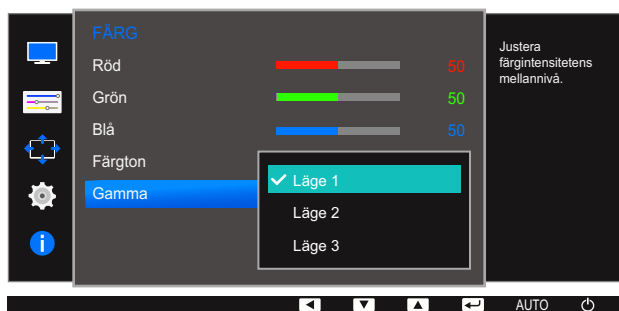 FÄRG
Röd 50
Grön 50
Blå 50
Färgton
Gamma
Läge 1
Läge 2
Läge 3
Justera
färgintensitetens
mellannivå.
AUTO